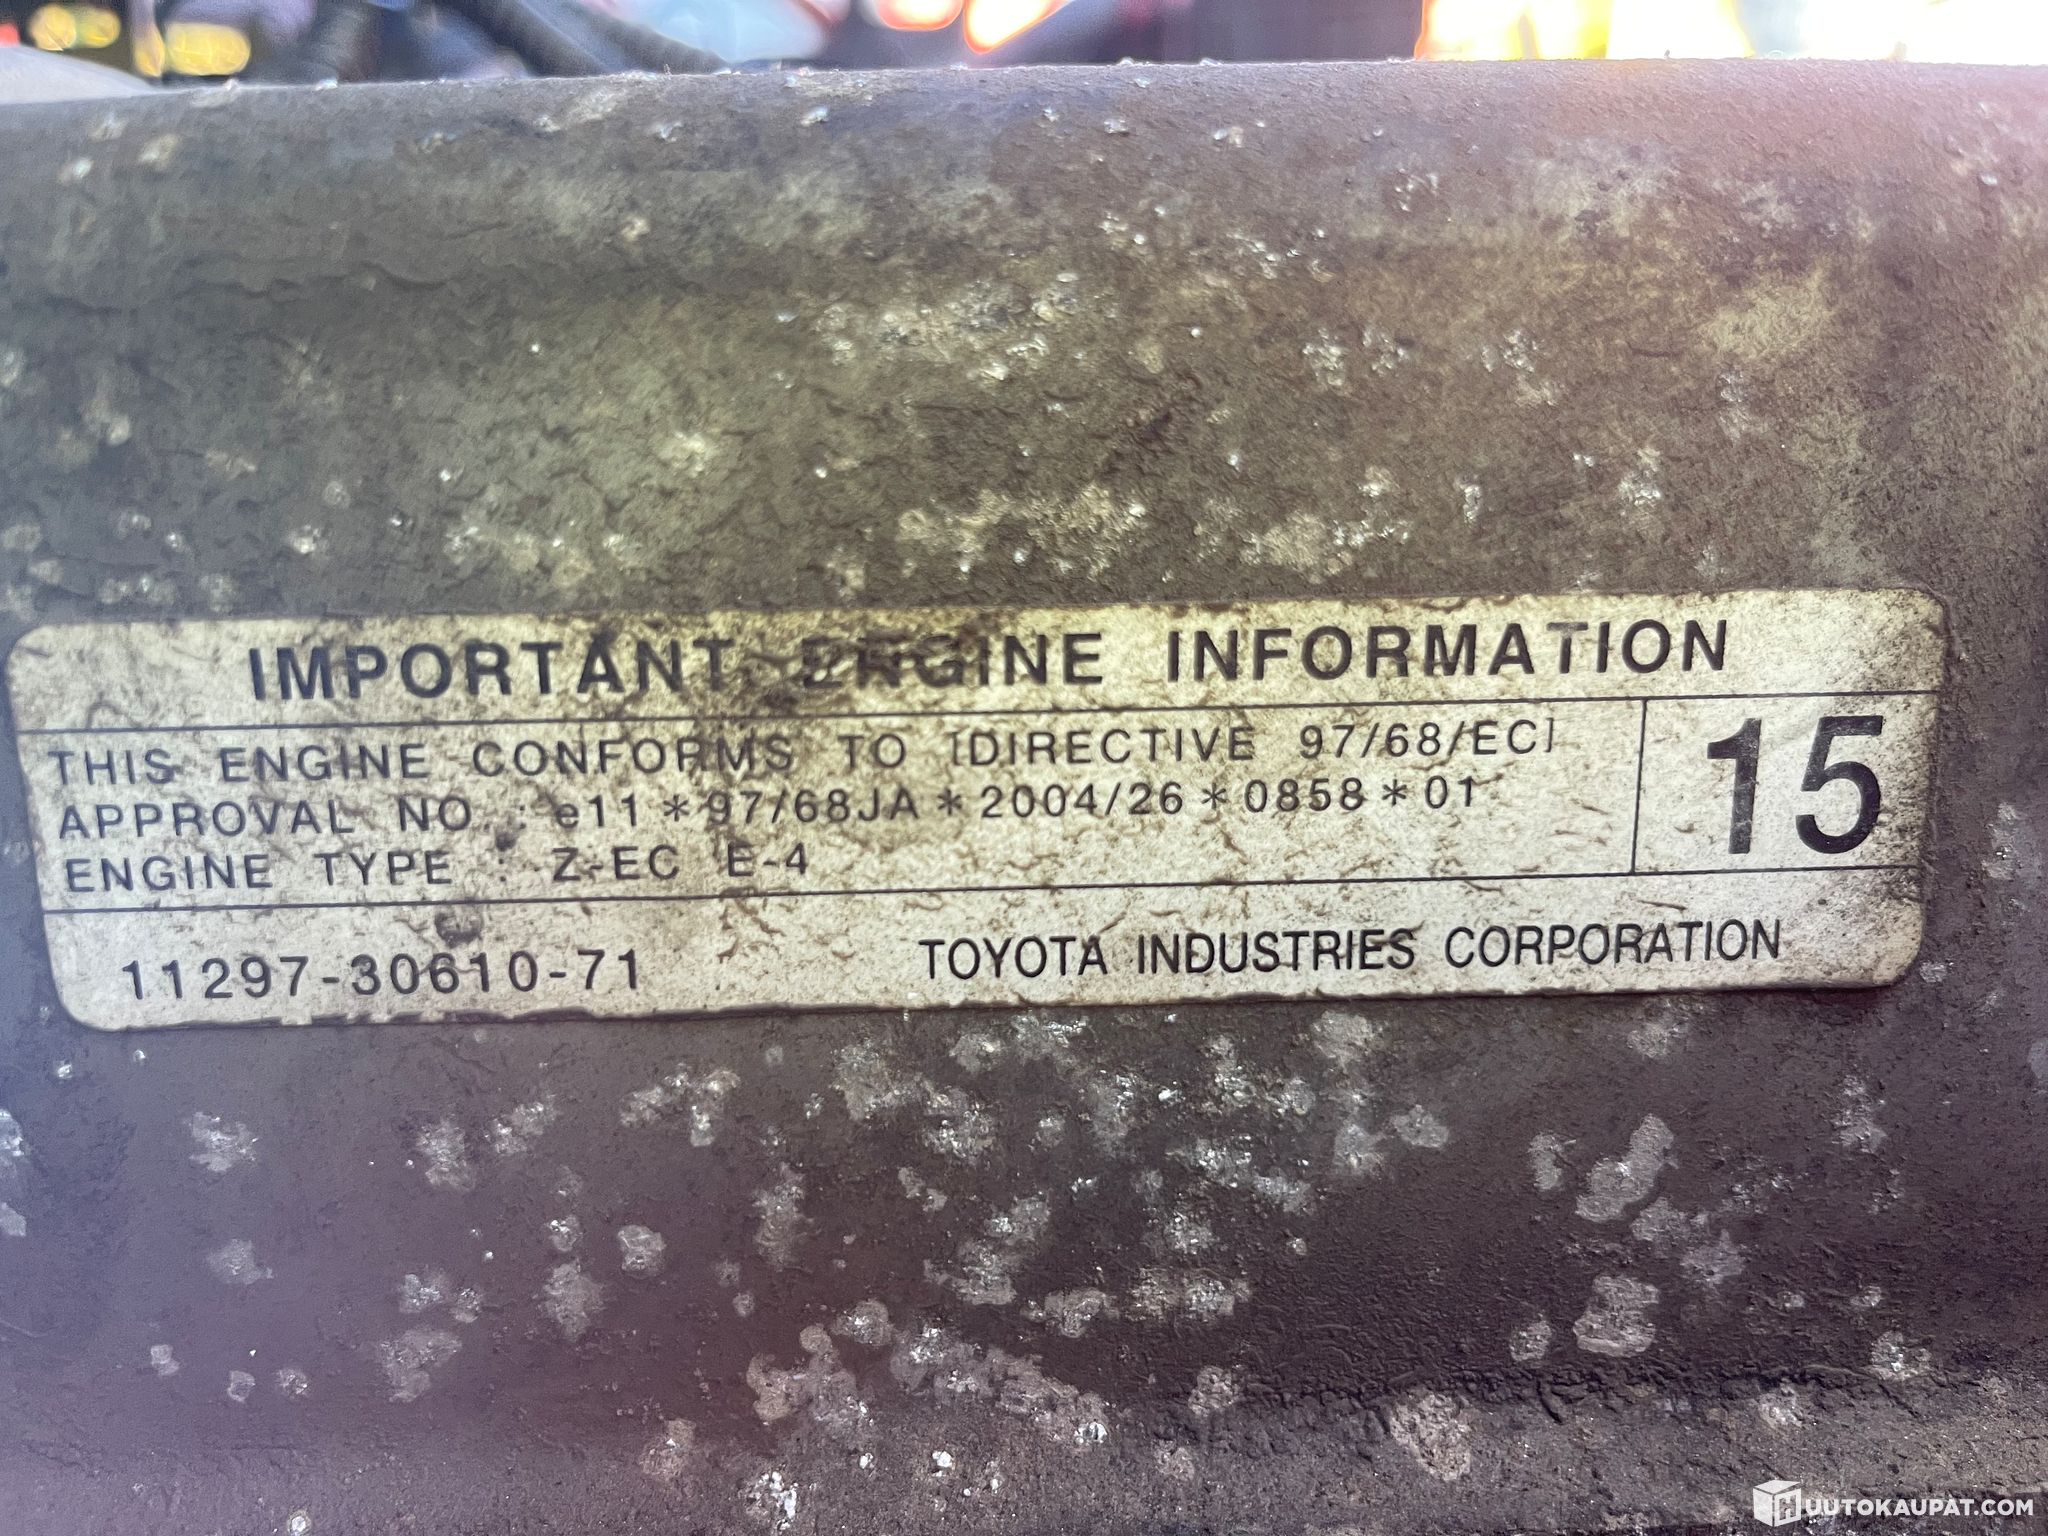 IMPORTANT ENGINE INFORMATION
THIS ENGINE CONFORMS TO [DIRECTIVE 97/68/EC]
APPROVAL NO. : e11*97/68JA*2004/26*0858*01
ENGINE TYPE : Z-EC E-4
15
11297-30610-71 TOYOTA INDUSTRIES CORPORATION
HUUTOKAUPAT.COM